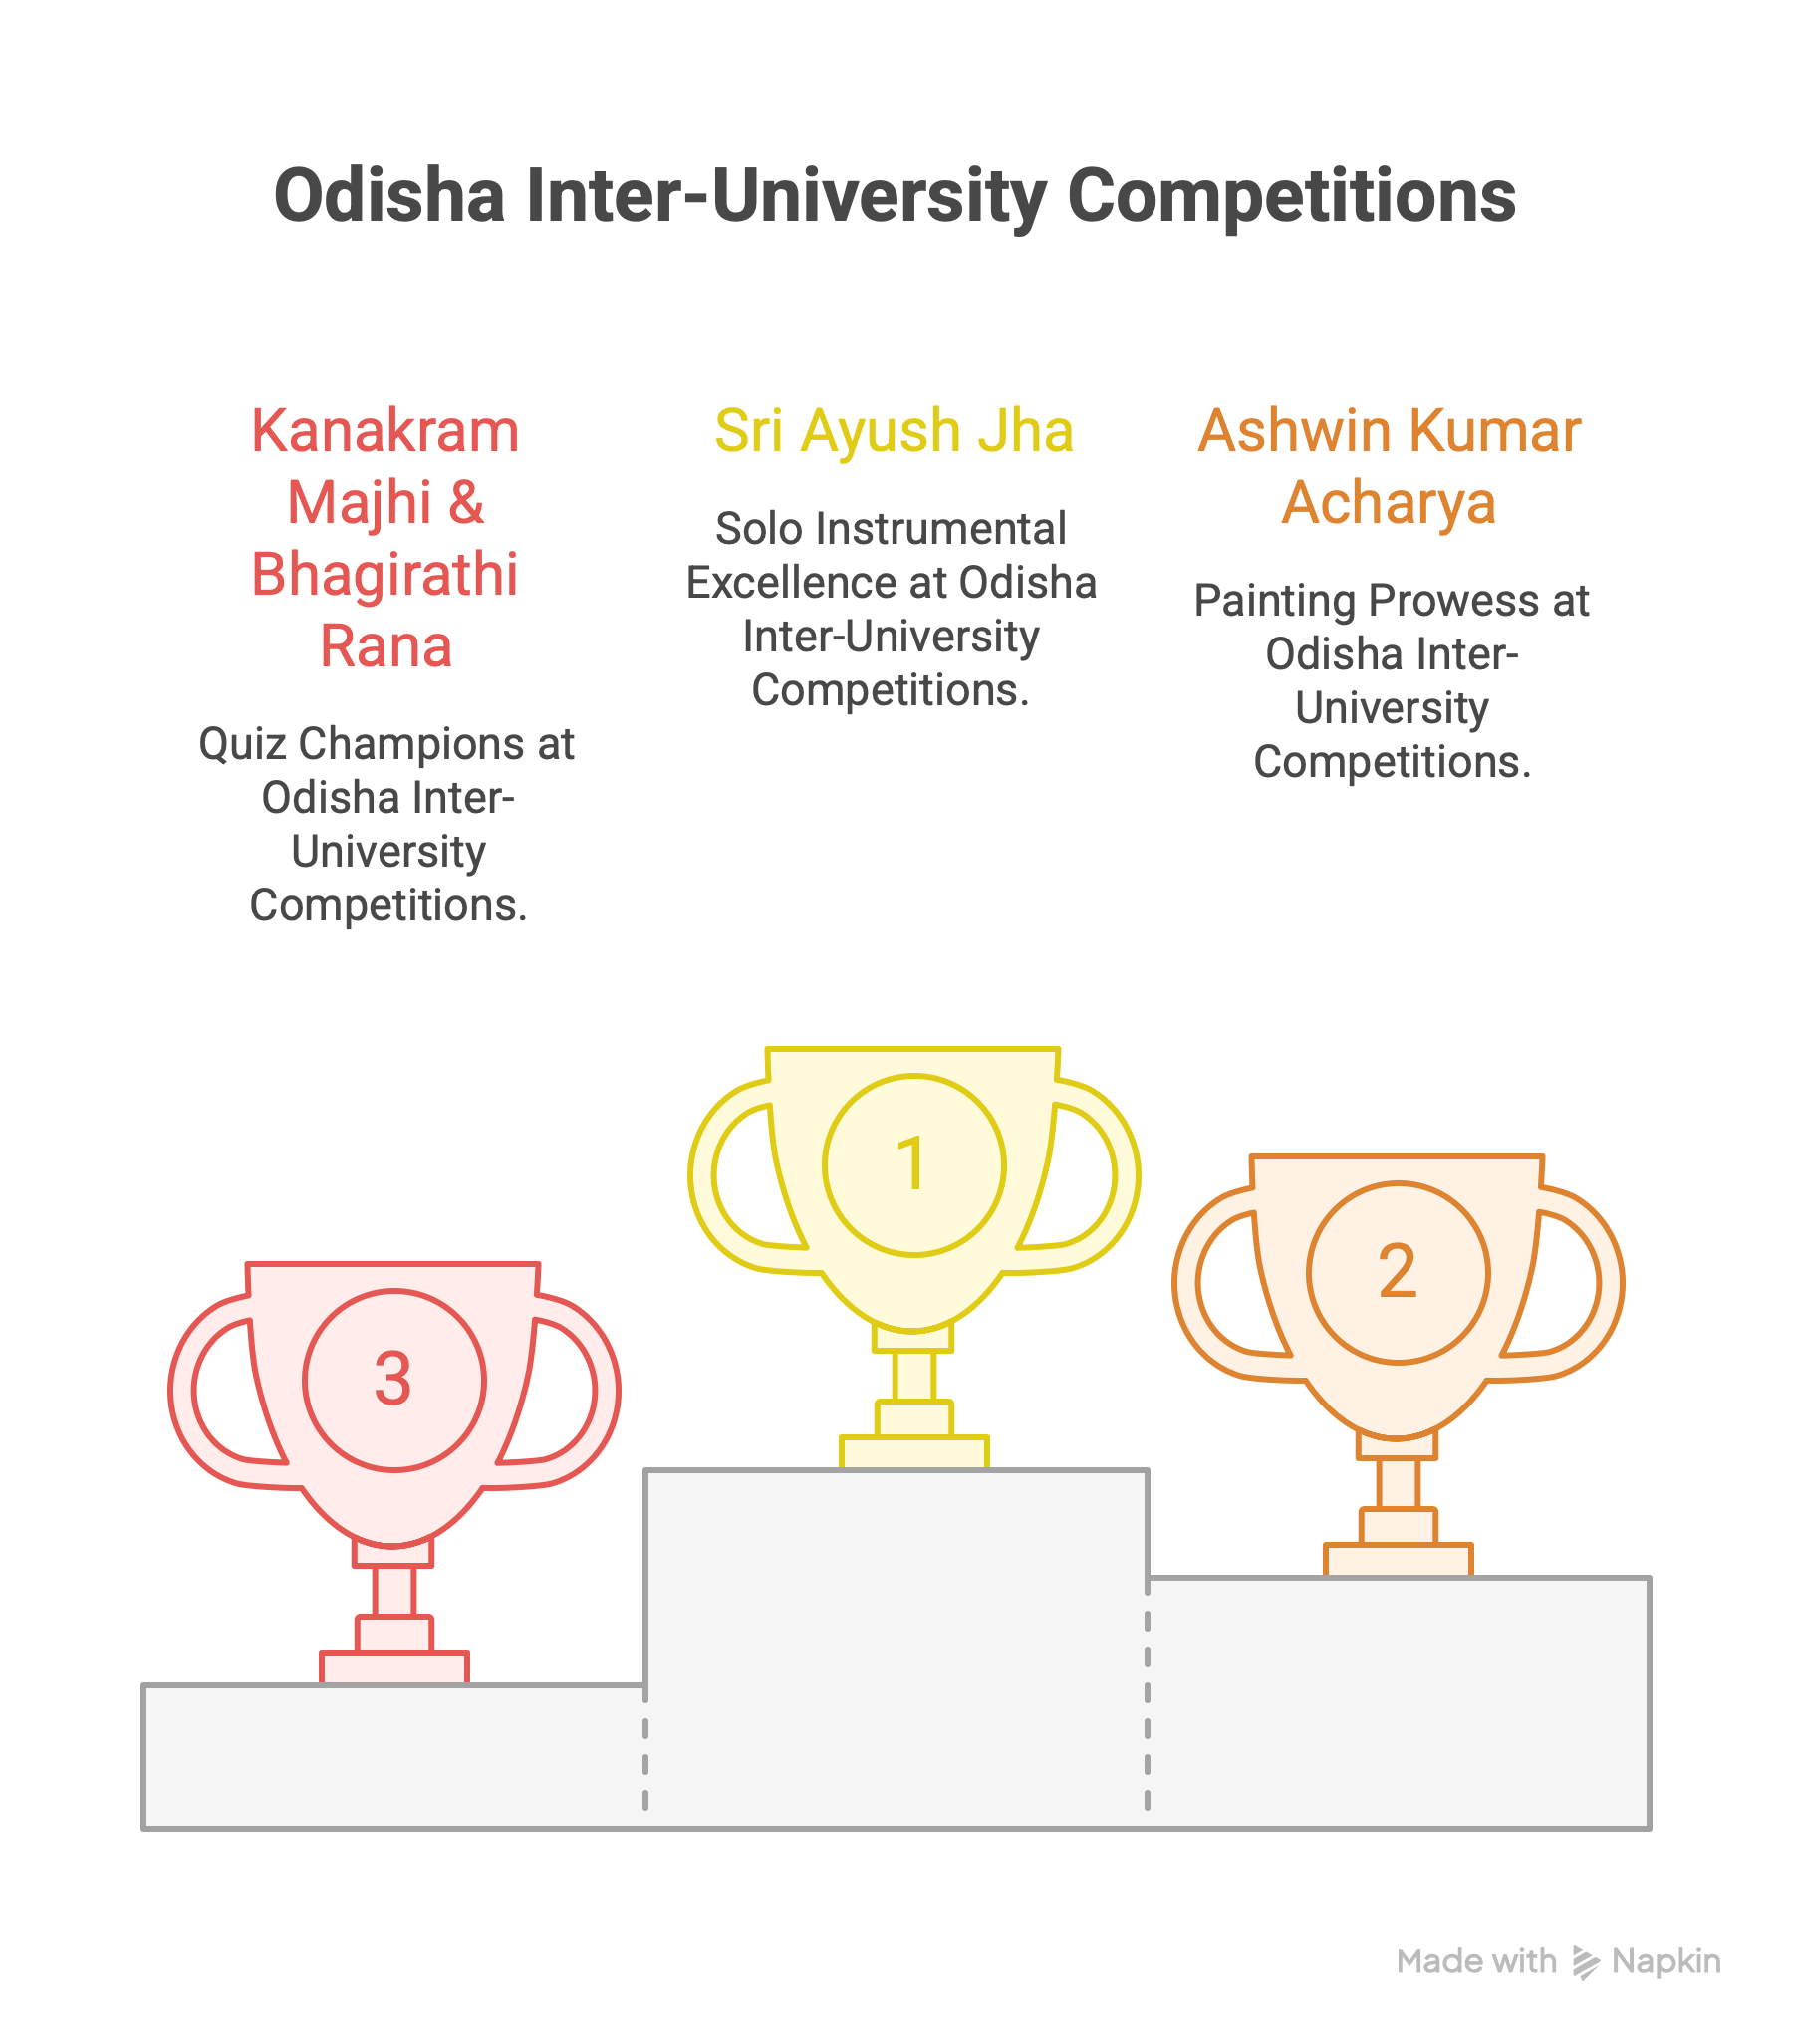 Odisha Inter-University Competitions
Kanakram
Majhi &
Bhagirathi
Rana
Quiz Champions at
Odisha Inter-
University
Competitions.
Sri Ayush Jha
Solo Instrumental
Excellence at Odisha
Inter-University
Competitions.
Ashwin Kumar
Acharya
Painting Prowess at
Odisha Inter-
University
Competitions.
3
1
2
Made with Napkin